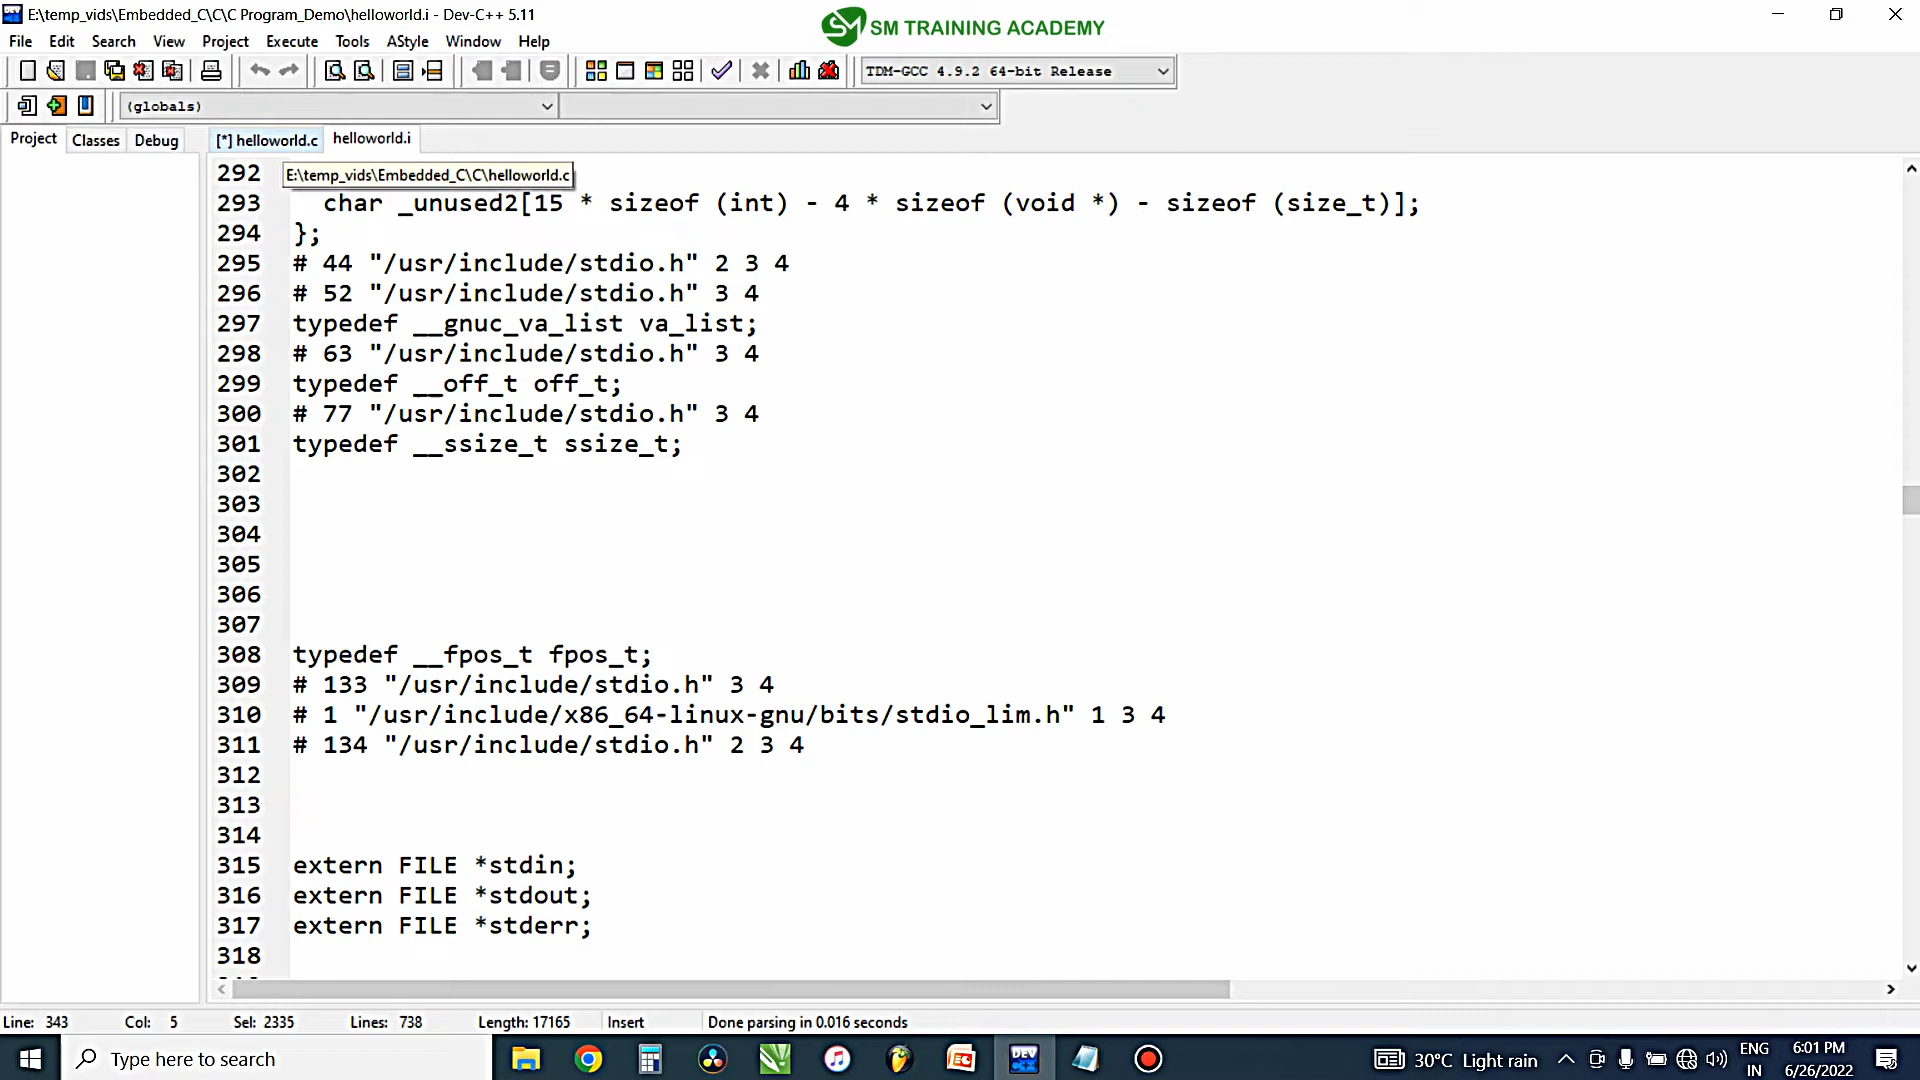 E:\temp_vids\Embedded_C\C\C Program_Demo\helloworld.i - Dev-C++ 5.11
SM TRAINING ACADEMY
File Edit Search View Project Execute Tools AStyle Window Help
TDM-GCC 4.9.2 64-bit Release
(globals)
Project Classes Debug [*] helloworld.c helloworld.i
E:\temp_vids\Embedded_C\C\helloworld.c
292
293 char _unused2[15 * sizeof (int) - 4 * sizeof (void *) - sizeof (size_t)];
294 };
295 # 44 "/usr/include/stdio.h" 2 3 4
296 # 52 "/usr/include/stdio.h" 3 4
297 typedef __gnuc_va_list va_list;
298 # 63 "/usr/include/stdio.h" 3 4
299 typedef __off_t off_t;
300 # 77 "/usr/include/stdio.h" 3 4
301 typedef __ssize_t ssize_t;
302
303
304
305
306
307
308 typedef __fpos_t fpos_t;
309 # 133 "/usr/include/stdio.h" 3 4
310 # 1 "/usr/include/x86_64-linux-gnu/bits/stdio_lim.h" 1 3 4
311 # 134 "/usr/include/stdio.h" 2 3 4
312
313
314
315 extern FILE *stdin;
316 extern FILE *stdout;
317 extern FILE *stderr;
318
Line: 343 Col: 5 Sel: 2335 Lines: 738 Length: 17165 Insert Done parsing in 0.016 seconds
Type here to search
DEV C++
30°C Light rain
ENG
IN
6:01 PM
6/26/2022